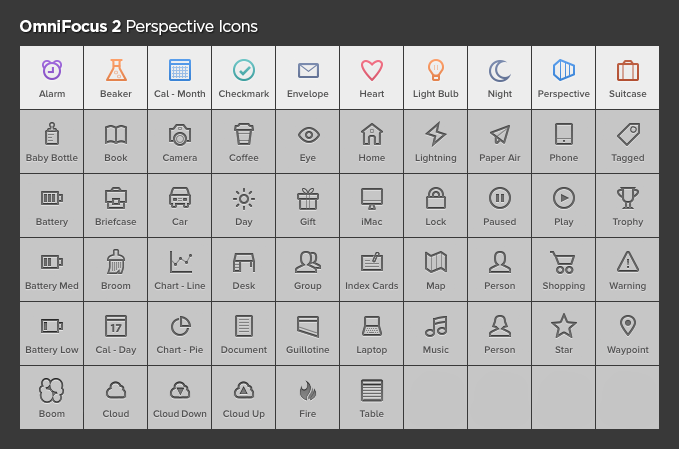 OmniFocus 2 Perspective Icons
Alarm Beaker Cal - Month Checkmark Envelope Heart Light Bulb Night Perspective Suitcase
Baby Bottle Book Camera Coffee Eye Home Lightning Paper Air Phone Tagged
Battery Briefcase Car Day Gift iMac Lock Paused Play Trophy
Battery Med Broom Chart - Line Desk Group Index Cards Map Person Shopping Warning
17
Battery Low Cal - Day Chart - Pie Document Guillotine Laptop Music Person Star Waypoint
Boom Cloud Cloud Down Cloud Up Fire Table